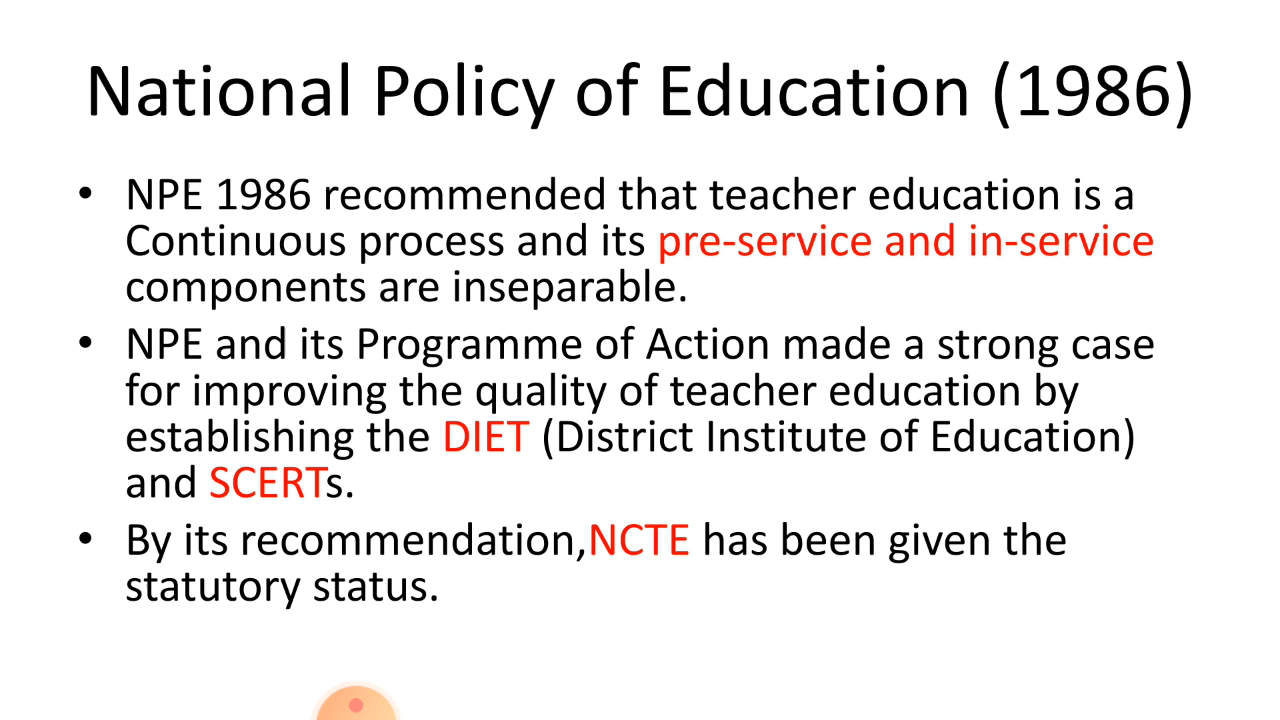 National Policy of Education (1986)
• NPE 1986 recommended that teacher education is a
Continuous process and its pre-service and in-service
components are inseparable.
• NPE and its Programme of Action made a strong case
for improving the quality of teacher education by
establishing the DIET (District Institute of Education)
and SCERTs.
• By its recommendation,NCTE has been given the
statutory status.